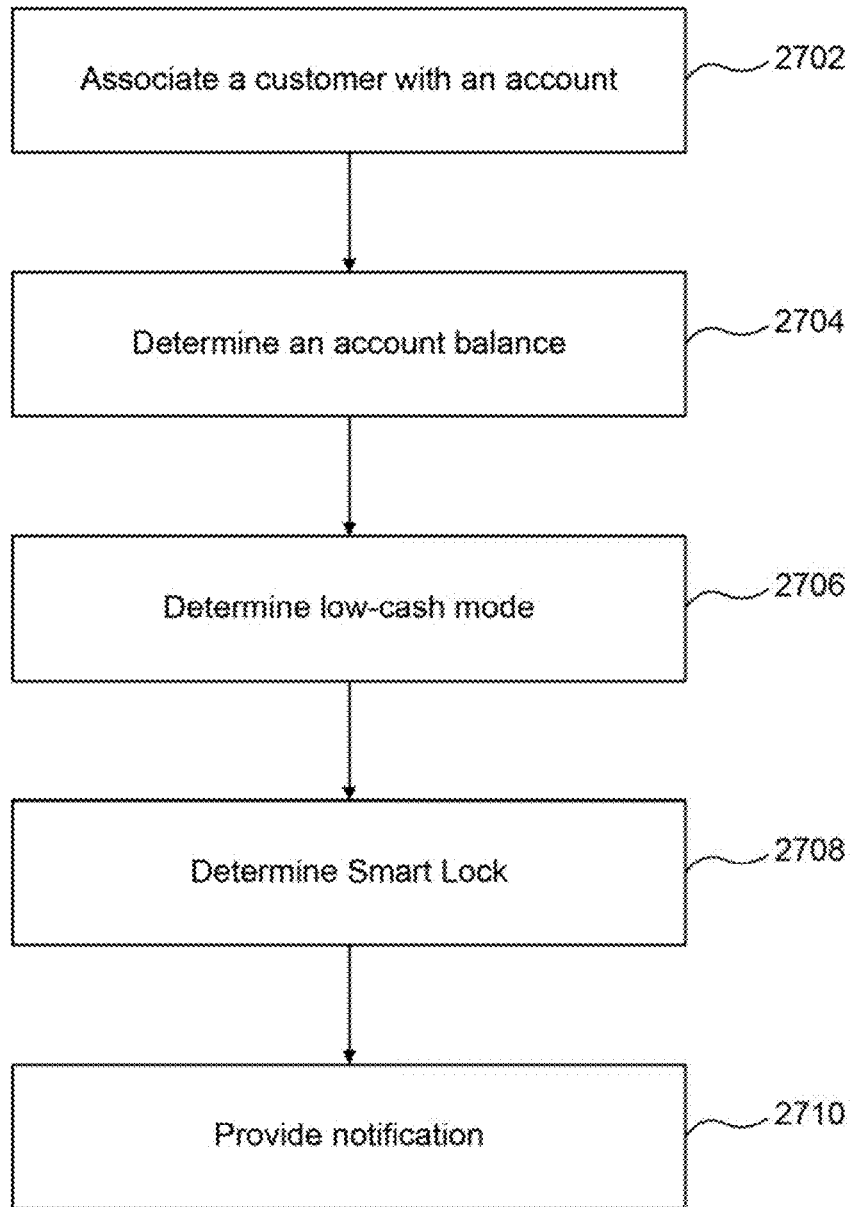 Associate a customer with an account
2702
Determine an account balance
2704
Determine low-cash mode
2706
Determine Smart Lock
2708
Provide notification
2710